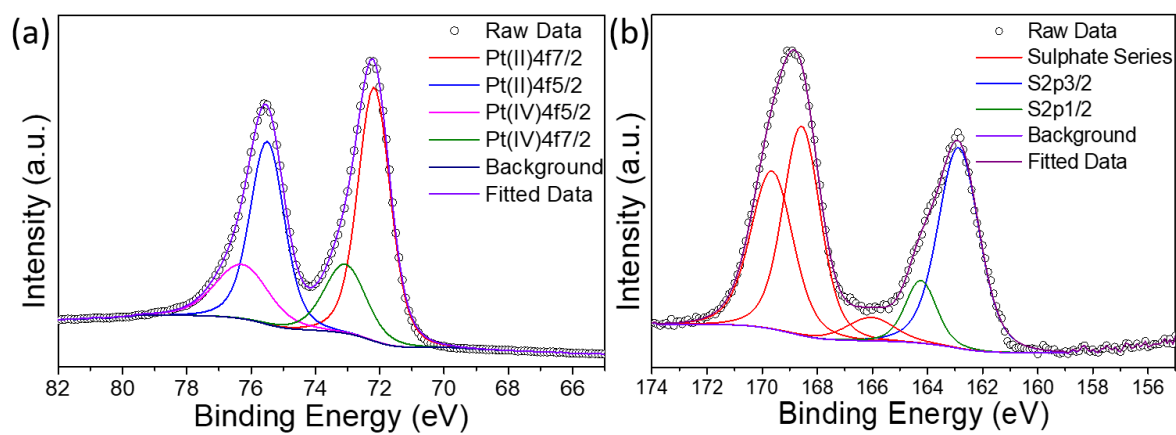 (a)
Raw Data
Pt(II)4f7/2
Pt(II)4f5/2
Pt(IV)4f5/2
Pt(IV)4f7/2
Background
Fitted Data
Intensity (a.u.)
82 80 78 76 74 72 70 68 66
Binding Energy (eV)
(b)
Raw Data
Sulphate Series
S2p3/2
S2p1/2
Background
Fitted Data
Intensity (a.u.)
174 172 170 168 166 164 162 160 158 156
Binding Energy (eV)